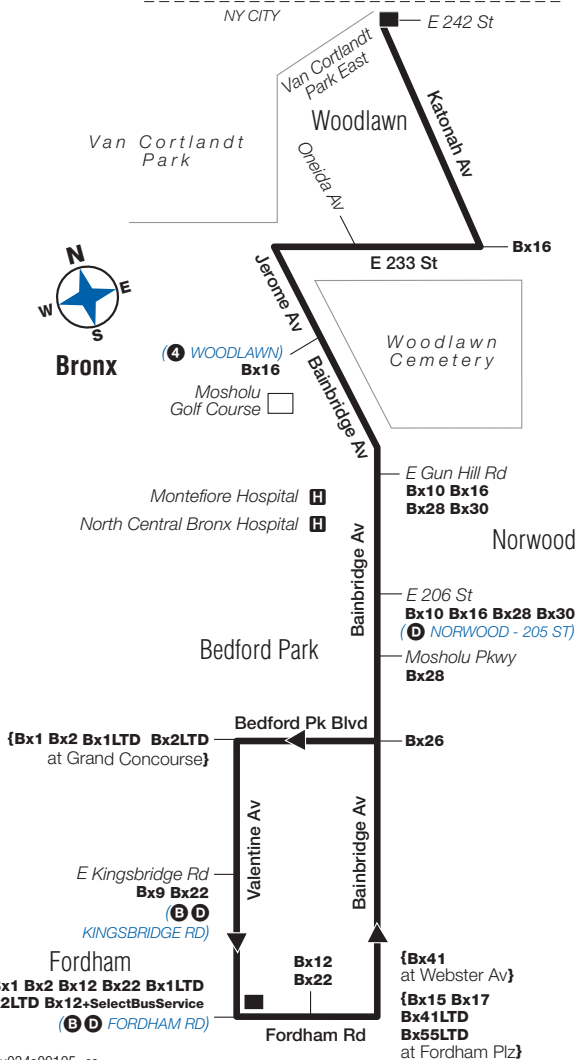 NY CITY
E 242 St
Van Cortlandt
Park East
Woodlawn
Katonah Av
Van Cortlandt
Park
Oneida Av
Bx16
E 233 St
N
E
W
S
Bronx
Jerome Av
(4 WOODLAWN)
Bx16
Bainbridge Av
Woodlawn
Cemetery
Mosholu
Golf Course
E Gun Hill Rd
Bx10 Bx16
Bx28 Bx30
Montefiore Hospital H
North Central Bronx Hospital H
Norwood
Bainbridge Av
E 206 St
Bx10 Bx16 Bx28 Bx30
(D NORWOOD - 205 ST)
Bedford Park
Mosholu Pkwy
Bx28
Bedford Pk Blvd
{Bx1 Bx2 Bx1LTD Bx2LTD
at Grand Concourse}
Bx26
Valentine Av
Bainbridge Av
E Kingsbridge Rd
Bx9 Bx22
(B D
KINGSBRIDGE RD)
Fordham
x1 Bx2 Bx12 Bx22 Bx1LTD
2LTD Bx12+SelectBusService
(B D FORDHAM RD)
Bx12
Bx22
Fordham Rd
{Bx41
at Webster Av}
{Bx15 Bx17
Bx41LTD
Bx55LTD
at Fordham Plz}